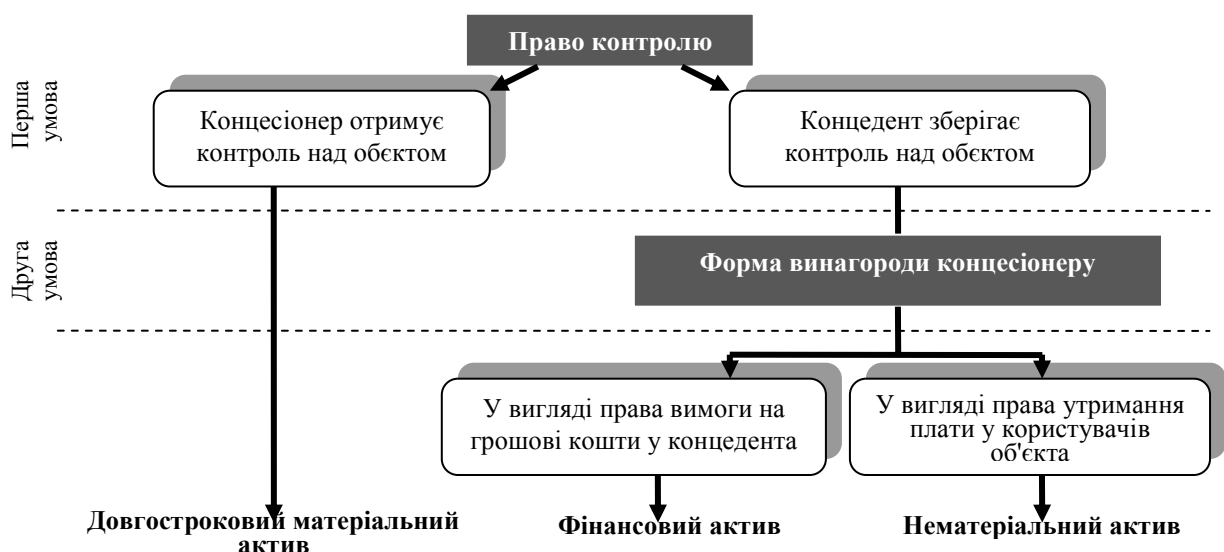 Право контролю
Перша
умова
Концесіонер отримує
контроль над обєктом
Концедент зберігає
контроль над обєктом
Друга
умова
Форма винагороди концесіонеру
У вигляді права вимоги на
грошові кошти у концедента
У вигляді права утримання
плати у користувачів
об'єкта
Довгостроковий матеріальний
актив
Фінансовий актив
Нематеріальний актив